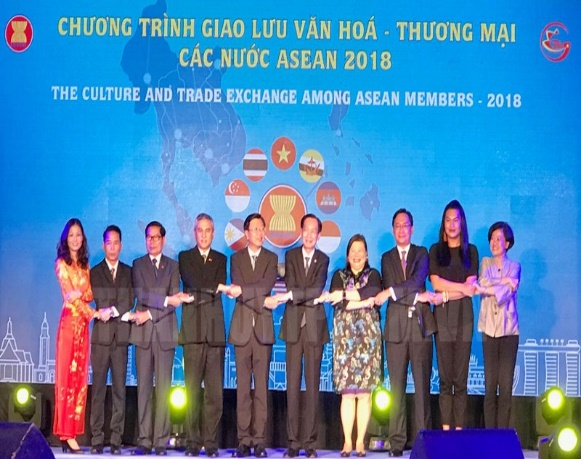 CHƯƠNG TRÌNH GIAO LƯU VĂN HOÁ - THƯƠNG MẠI
CÁC NƯỚC ASEAN 2018
THE CULTURE AND TRADE EXCHANGE AMONG ASEAN MEMBERS - 2018